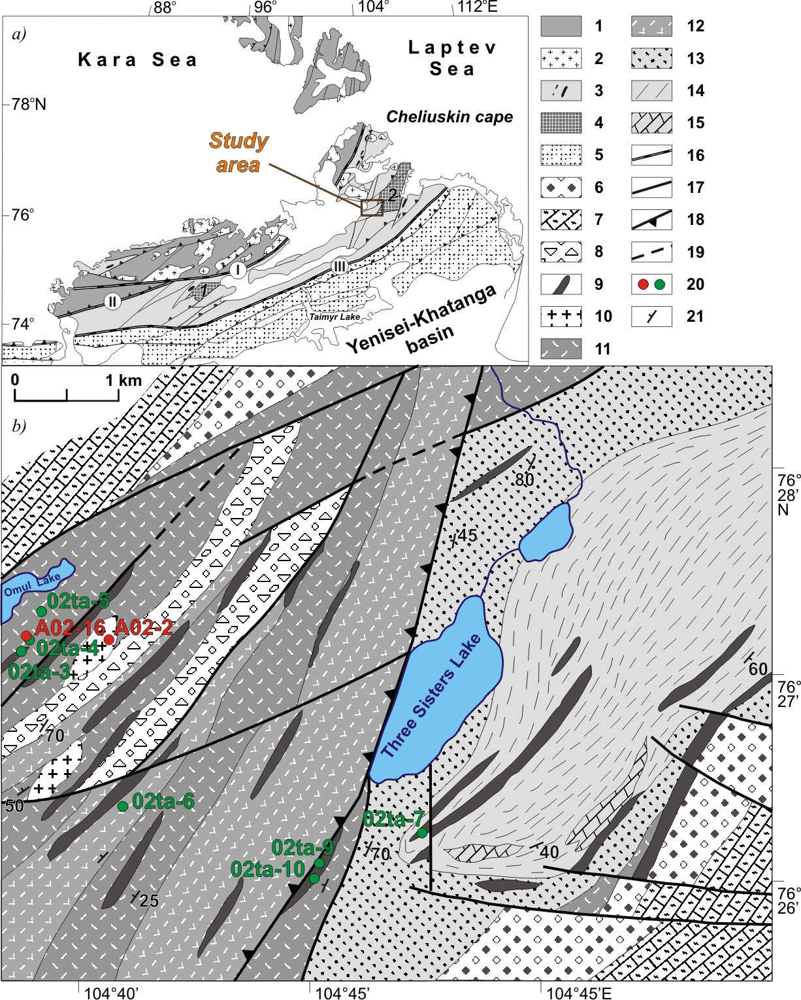 88° 96° 104° 112°E
a)
Kara Sea
Laptev
Sea
78°N
Cheliuskin cape
Study
area
2
76°
I
III
1
II
74°
Taimyr Lake
Yenisei-Khatanga
basin
1 12
2 13
3 14
4 15
5 16
6 17
7 18
8 19
9 20
10 21
11
0 1 km
b)
80
76°
28'
N
45
Omul Lake
02ta-5
A02-16 A02-2
02ta-4
02ta-3
Three Sisters Lake
60
76°
27'
70
50
02ta-6
02ta-7
02ta-9
70
40
02ta-10
25
76°
26'
104°40' 104°45' 104°45'E